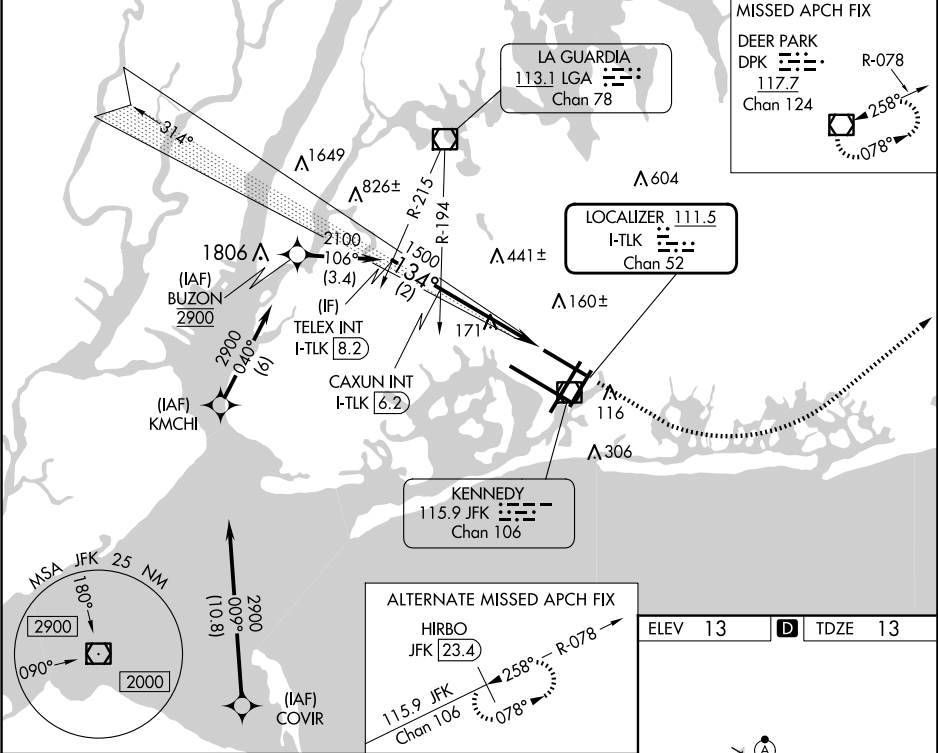 MISSED APCH FIX
DEER PARK
DPK
117.7
Chan 124
R-078
258°
078°
LA GUARDIA
113.1 LGA
Chan 78
314°
1649
826±
R-215
R-194
604
LOCALIZER 111.5
I-TLK
Chan 52
1806
2100
106°
(3.4)
1500
134°
(2)
441±
160±
171
(IAF)
BUZON
2900
(IF)
TELEX INT
I-TLK 8.2
CAXUN INT
I-TLK 6.2
2900
040°
(6)
(IAF)
KMCHI
116
306
KENNEDY
115.9 JFK
Chan 106
MSA JFK 25 NM
180°
2900
090°
2000
2900
009°
(10.8)
(IAF)
COVIR
ALTERNATE MISSED APCH FIX
HIRBO
JFK 23.4
R-078
258°
078°
115.9 JFK
Chan 106
ELEV 13 D TDZE 13
A